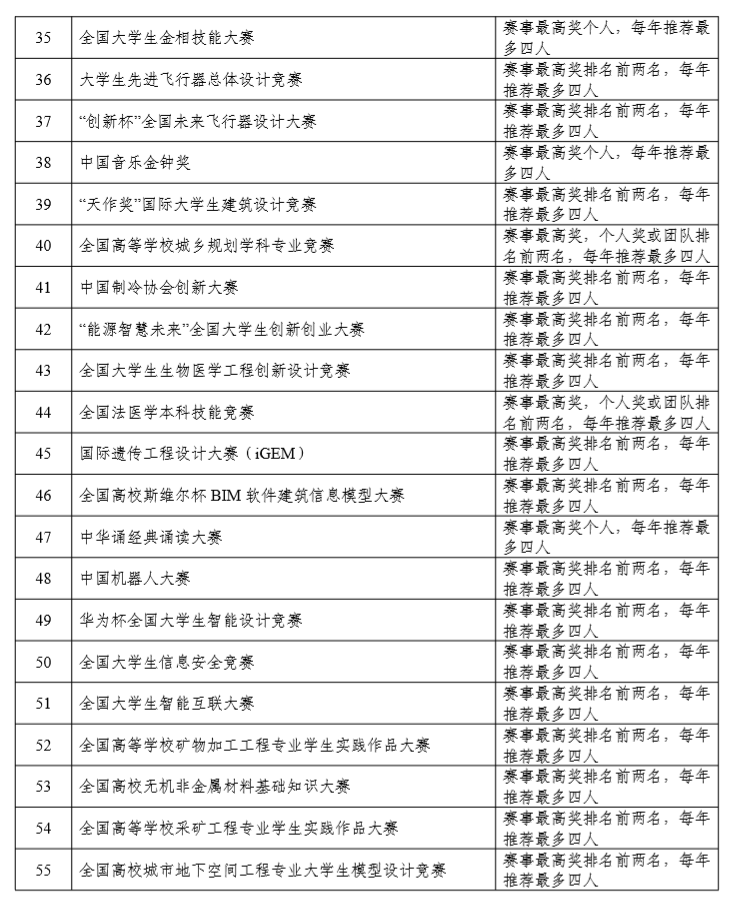 35 全国大学生金相技能大赛 赛事最高奖个人，每年推荐最
多四人
36 大学生先进飞行器总体设计竞赛 赛事最高奖排名前两名，每年
推荐最多四人
37 “创新杯”全国未来飞行器设计大赛 赛事最高奖排名前两名，每年
推荐最多四人
38 中国音乐金钟奖 赛事最高奖个人，每年推荐最
多四人
39 “天作奖”国际大学生建筑设计竞赛 赛事最高奖排名前两名，每年
推荐最多四人
40 全国高等学校城乡规划学科专业竞赛 赛事最高奖，个人奖或团队排
名前两名，每年推荐最多四人
41 中国制冷协会创新大赛 赛事最高奖排名前两名，每年
推荐最多四人
42 “能源智慧未来”全国大学生创新创业大赛 赛事最高奖排名前两名，每年
推荐最多四人
43 全国大学生生物医学工程创新设计竞赛 赛事最高奖排名前两名，每年
推荐最多四人
44 全国法医学本科技能竞赛 赛事最高奖，个人奖或团队排
名前两名，每年推荐最多四人
45 国际遗传工程设计大赛（iGEM） 赛事最高奖排名前两名，每年
推荐最多四人
46 全国高校斯维尔杯 BIM 软件建筑信息模型大赛 赛事最高奖排名前两名，每年
推荐最多四人
47 中华诵经典诵读大赛 赛事最高奖个人，每年推荐最
多四人
48 中国机器人大赛 赛事最高奖排名前两名，每年
推荐最多四人
49 华为杯全国大学生智能设计竞赛 赛事最高奖排名前两名，每年
推荐最多四人
50 全国大学生信息安全竞赛 赛事最高奖排名前两名，每年
推荐最多四人
51 全国大学生智能互联大赛 赛事最高奖排名前两名，每年
推荐最多四人
52 全国高等学校矿物加工工程专业学生实践作品大赛 赛事最高奖排名前两名，每年
推荐最多四人
53 全国高校无机非金属材料基础知识大赛 赛事最高奖排名前两名，每年
推荐最多四人
54 全国高等学校采矿工程专业学生实践作品大赛 赛事最高奖排名前两名，每年
推荐最多四人
55 全国高校城市地下空间工程专业大学生模型设计竞赛 赛事最高奖排名前两名，每年
推荐最多四人